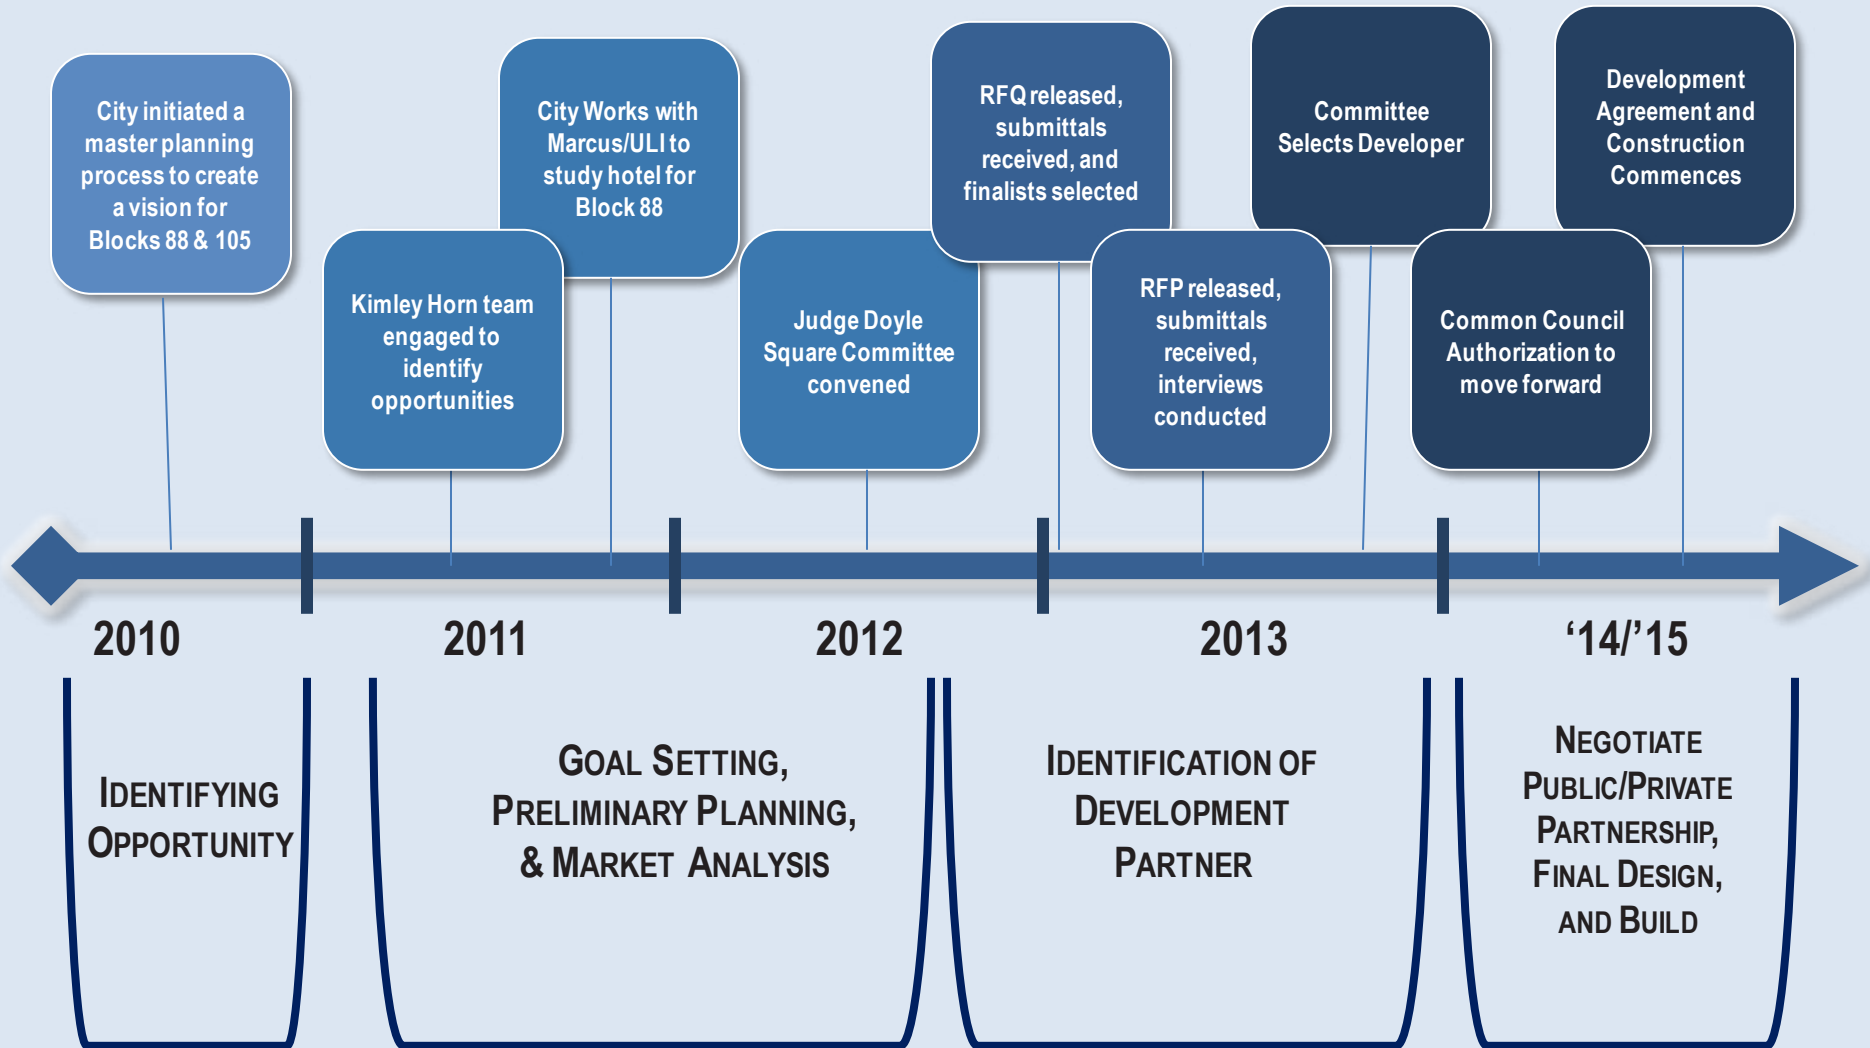 City initiated a
master planning
process to create
a vision for
Blocks 88 & 105
Kimley Horn team
engaged to
identify
opportunities
City Works with
Marcus/ULI to
study hotel for
Block 88
Judge Doyle
Square Committee
convened
RFQ released,
submittals
received, and
finalists selected
RFP released,
submittals
received,
interviews
conducted
Committee
Selects Developer
Common Council
Authorization to
move forward
Development
Agreement and
Construction
Commences
2010
2011
2012
2013
‘14/’15
IDENTIFYING
OPPORTUNITY
GOAL SETTING,
PRELIMINARY PLANNING,
& MARKET ANALYSIS
IDENTIFICATION OF
DEVELOPMENT
PARTNER
NEGOTIATE
PUBLIC/PRIVATE
PARTNERSHIP,
FINAL DESIGN,
AND BUILD